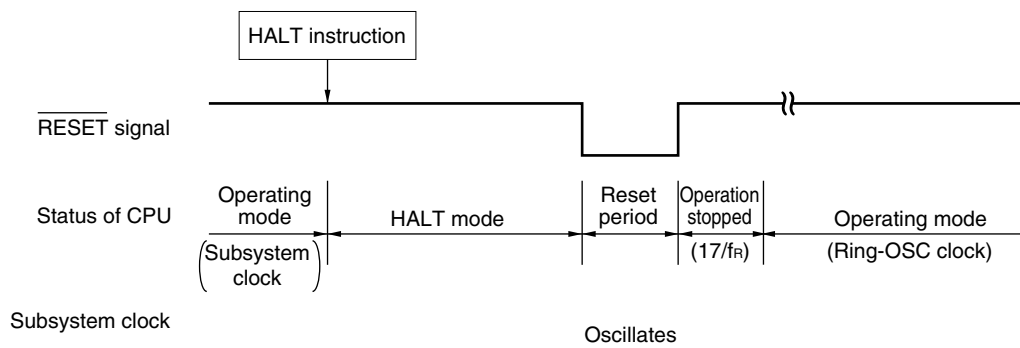 HALT instruction
RESET signal
Status of CPU
Operating
mode
(Subsystem
clock)
HALT mode
Reset
period
Operation
stopped
(17/fR)
Operating mode
(Ring-OSC clock)
Subsystem clock
Oscillates